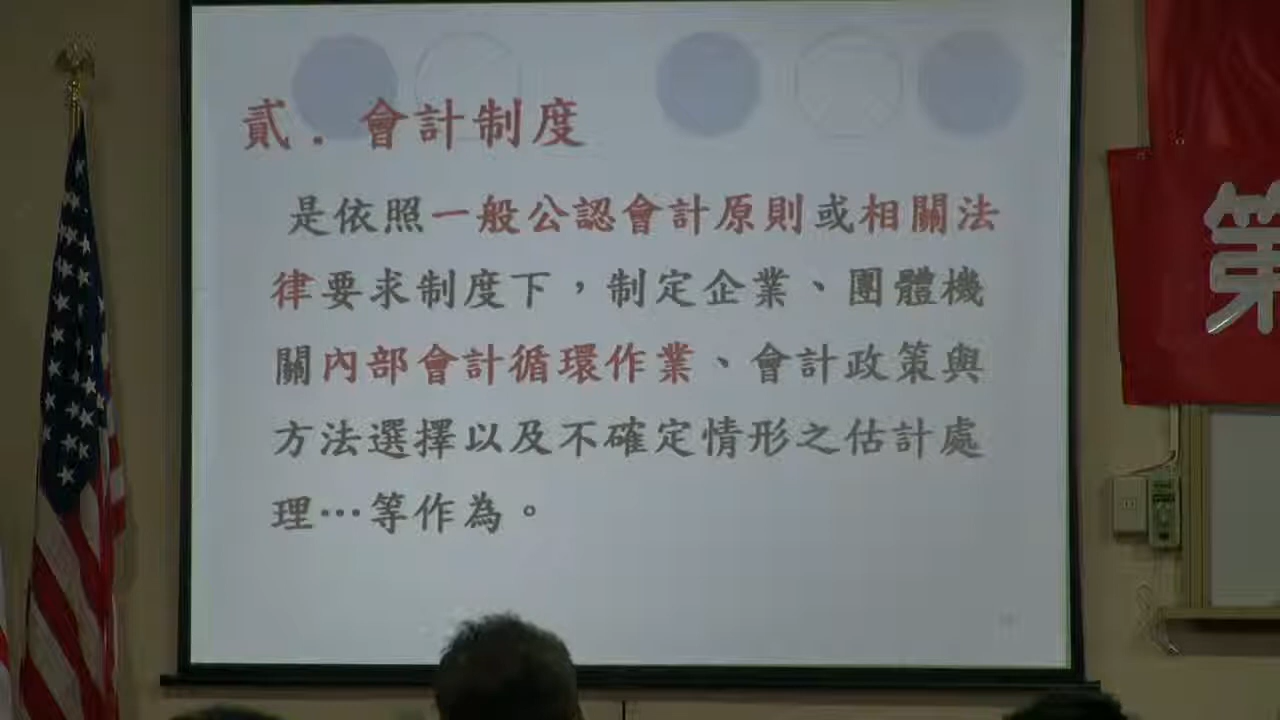 貳．會計制度
是依照一般公認會計原則或相關法
律要求制度下，制定企業、團體機
關內部會計循環作業、會計政策與
方法選擇以及不確定情形之估計處
理…等作為。
第